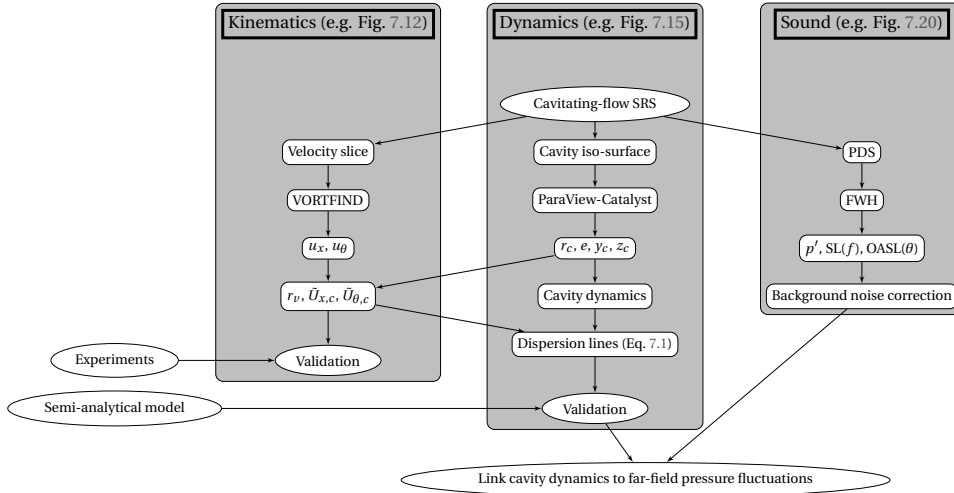 Kinematics (e.g. Fig. 7.12)
Dynamics (e.g. Fig. 7.15)
Sound (e.g. Fig. 7.20)
Cavitating-flow SRS
Velocity slice
Cavity iso-surface
PDS
VORTFIND
ParaView-Catalyst
FWH
u_x, u_θ
r_c, e, y_c, z_c
p′, SL(f), OASL(θ)
r_v, Ũ_{x,c}, Ũ_{θ,c}
Cavity dynamics
Background noise correction
Dispersion lines (Eq. 7.1)
Experiments
Validation
Semi-analytical model
Validation
Link cavity dynamics to far-field pressure fluctuations